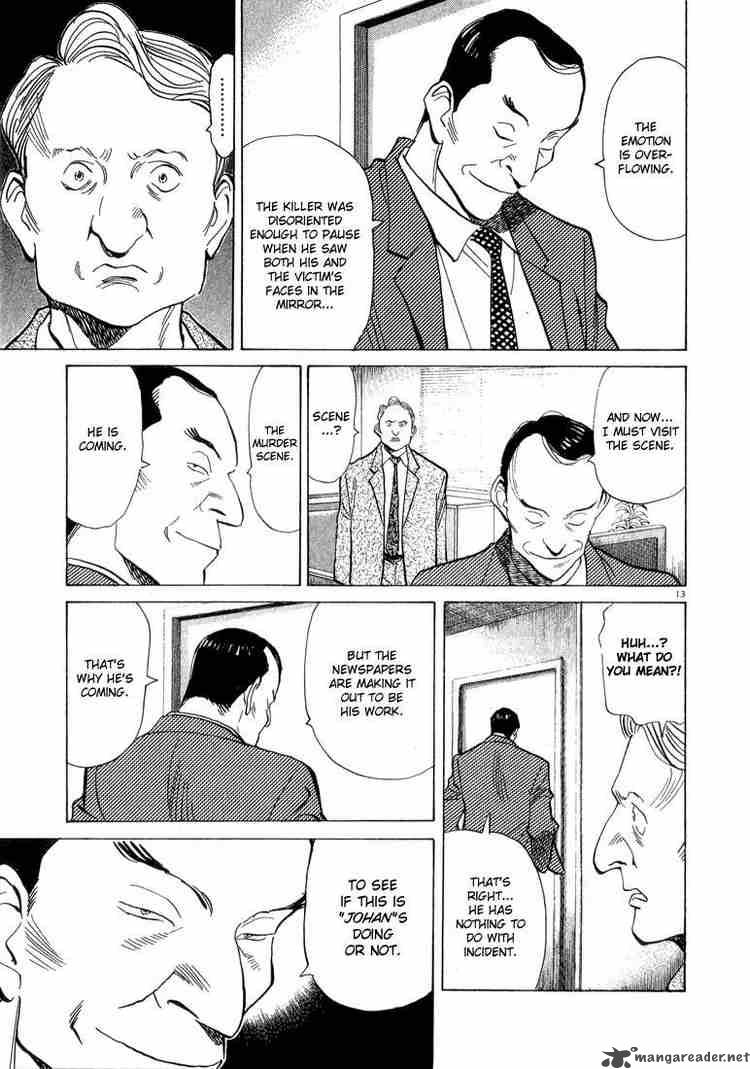 THE
EMOTION
IS OVER-
FLOWING.
THE KILLER WAS
DISORIENTED
ENOUGH TO PAUSE
WHEN HE SAW
BOTH HIS AND
THE VICTIM'S
FACES IN THE
MIRROR...
.........
AND NOW...
I MUST VISIT
THE SCENE.
SCENE
...?
THE
MURDER
SCENE.
HE IS
COMING.
13
HUH...?
WHAT DO
YOU MEAN?!
THAT'S
RIGHT...
HE HAS
NOTHING
TO DO WITH
INCIDENT.
BUT THE
NEWSPAPERS
ARE MAKING IT
OUT TO BE
HIS WORK.
THAT'S
WHY HE'S
COMING.
TO SEE
IF THIS IS
"JOHAN"S
DOING
OR NOT.
mangareader.net